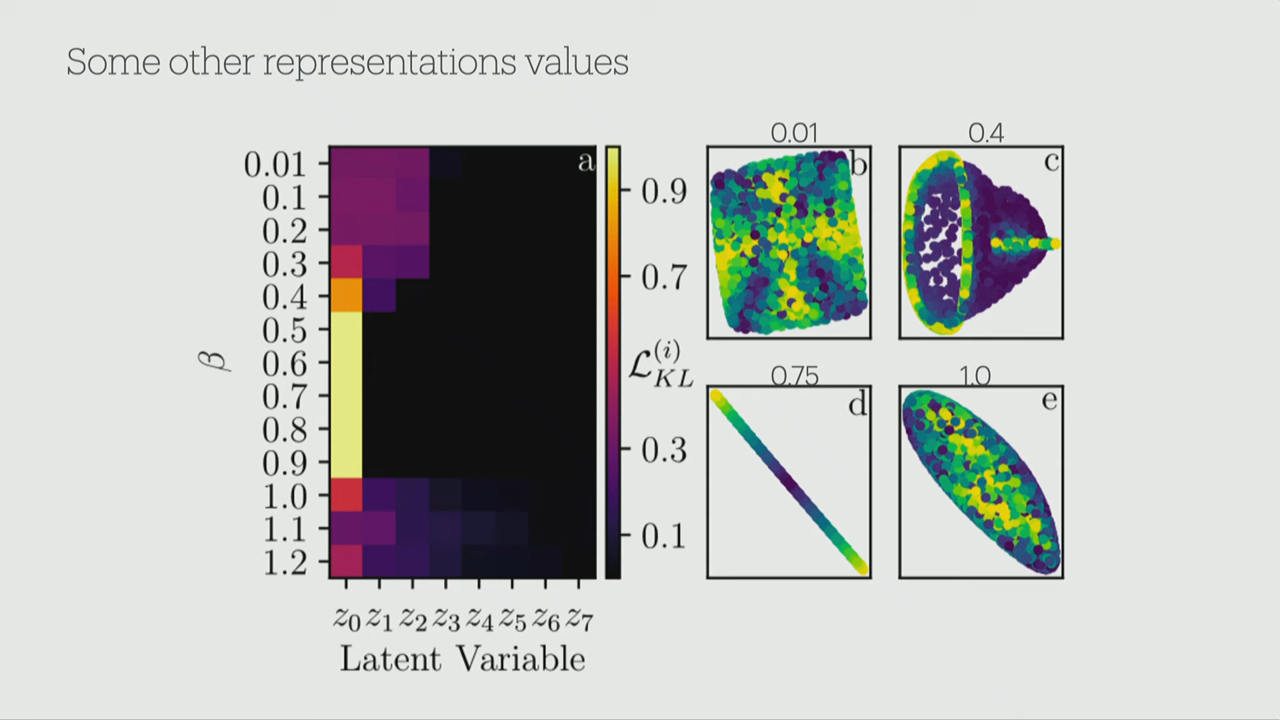 Some other representations values
a
0.01
0.1
0.2
0.3
0.4
0.5
0.6
0.7
0.8
0.9
1.0
1.1
1.2
β
z0 z1 z2 z3 z4 z5 z6 z7
Latent Variable
0.9
0.7
ℒ_{KL}^{(i)}
0.3
0.1
0.01
b
0.4
c
0.75
d
1.0
e